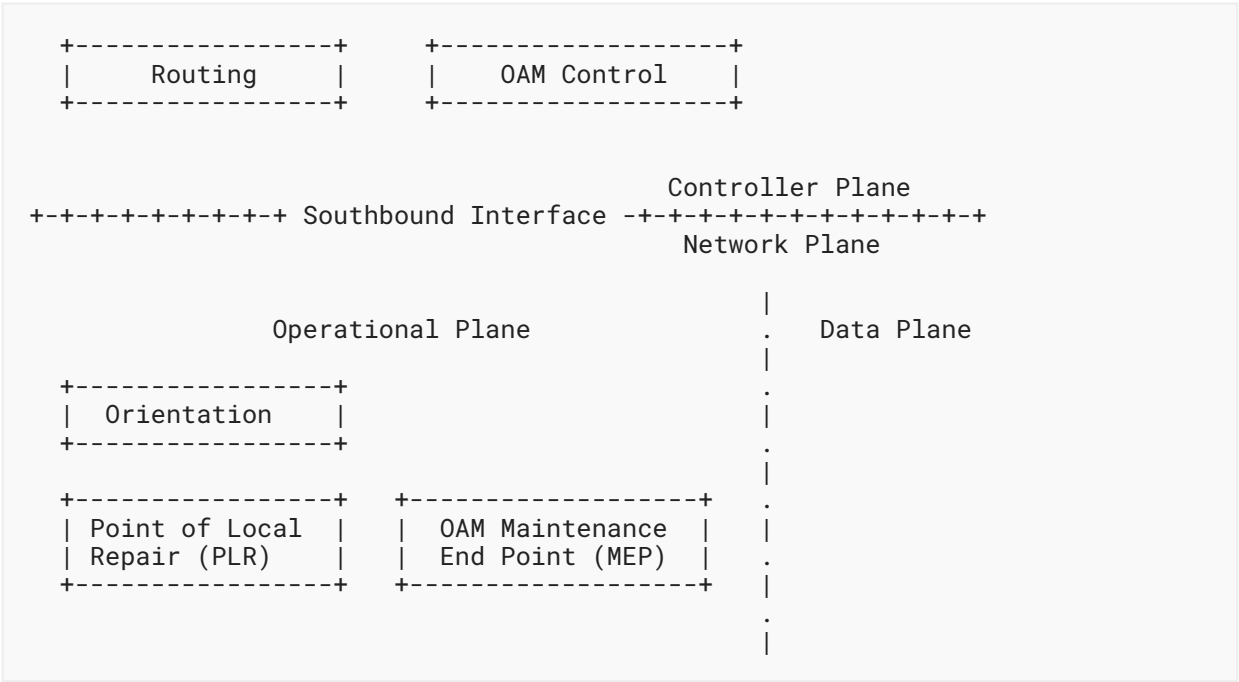 +-----------------+     +-------------------+
|     Routing     |     |    OAM Control    |
+-----------------+     +-------------------+
Controller Plane
+-+-+-+-+-+-+-+-+ Southbound Interface -+-+-+-+-+-+-+-+-+-+-+-+
Network Plane
|
Operational Plane               .   Data Plane
|
+-----------------+                           .
|  Orientation    |                           |
+-----------------+                           .
|
+-----------------+   +-------------------+   .
| Point of Local  |   |  OAM Maintenance  |   |
| Repair (PLR)    |   |  End Point (MEP)  |   .
+-----------------+   +-------------------+   |
.
|